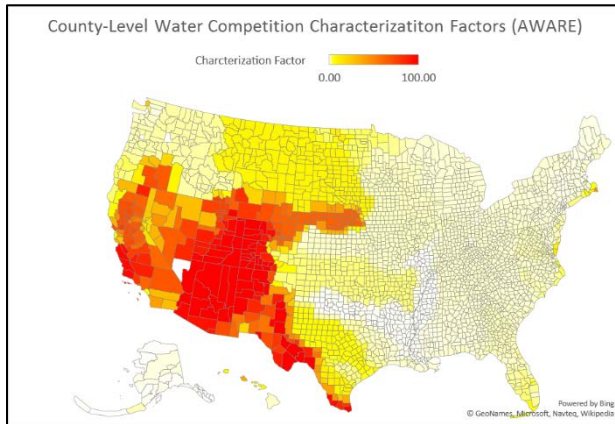 County-Level Water Competition Characterizatiton Factors (AWARE)
Charcterization Factor
0.00 100.00
Powered by Bing
© GeoNames, Microsoft, Navteq, Wikipedia